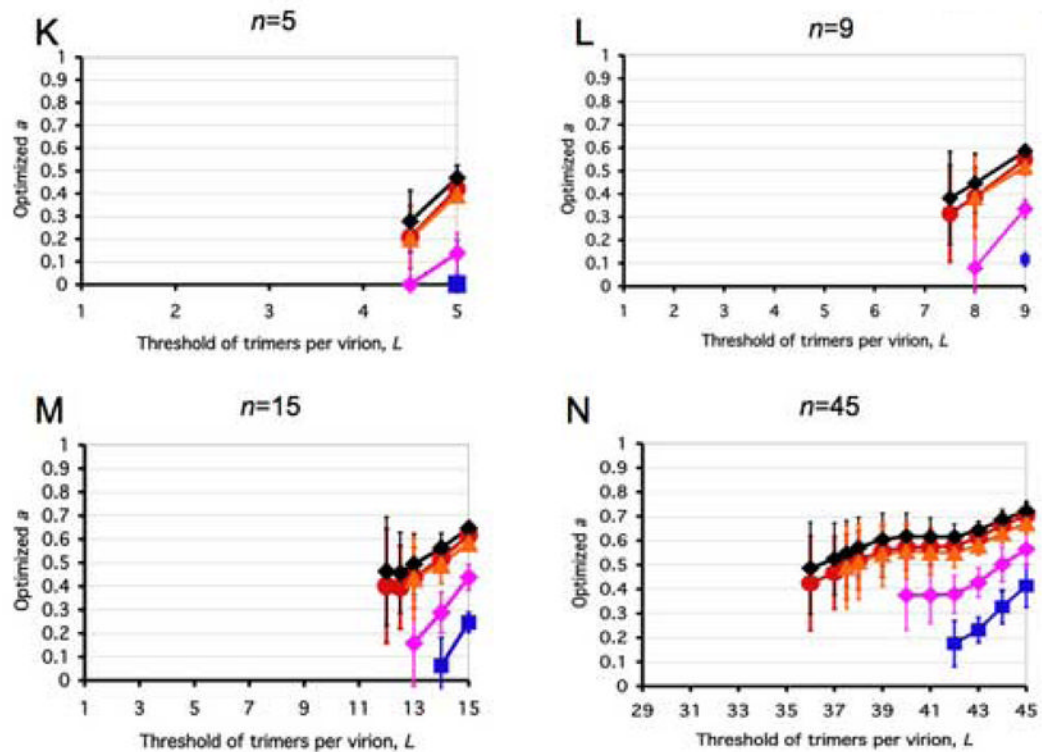 K n=5
1
0.9
0.8
0.7
0.6
0.5
0.4
0.3
0.2
0.1
0
Optimized a
1 2 3 4 5
Threshold of trimers per virion, L
L n=9
1
0.9
0.8
0.7
0.6
0.5
0.4
0.3
0.2
0.1
0
Optimized a
1 2 3 4 5 6 7 8 9
Threshold of trimers per virion, L
M n=15
1
0.9
0.8
0.7
0.6
0.5
0.4
0.3
0.2
0.1
0
Optimized a
1 3 5 7 9 11 13 15
Threshold of trimers per virion, L
N n=45
1
0.9
0.8
0.7
0.6
0.5
0.4
0.3
0.2
0.1
0
Optimized a
29 31 33 35 37 39 41 43 45
Threshold of trimers per virion, L